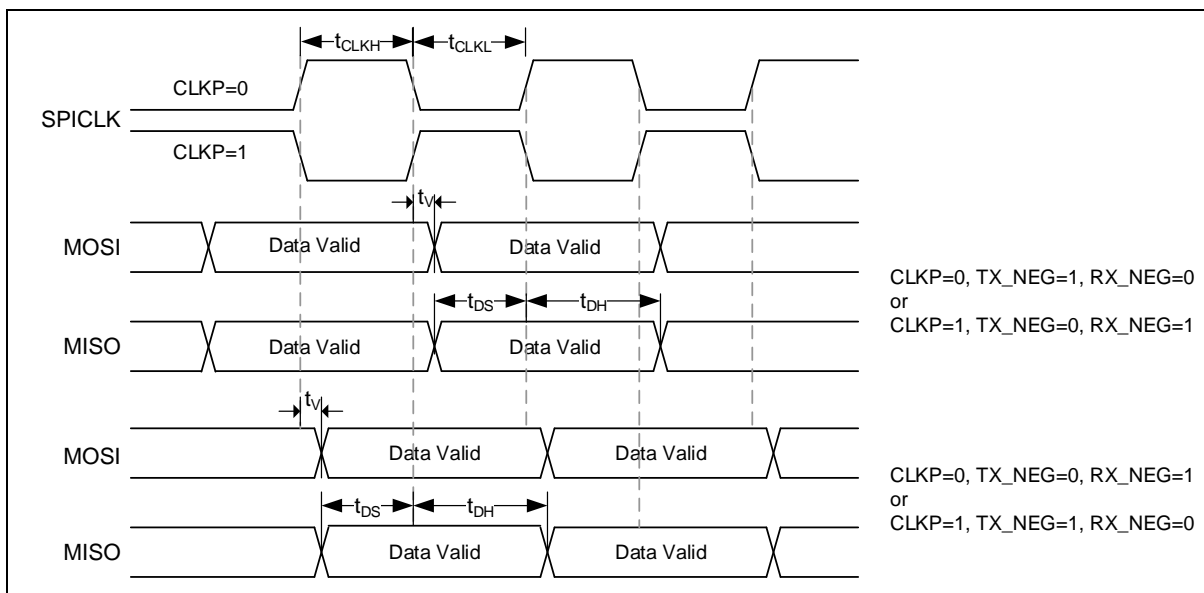 tCLKH
tCLKL
CLKP=0
SPICLK
CLKP=1
tV
MOSI
Data Valid
Data Valid
CLKP=0, TX_NEG=1, RX_NEG=0
or
CLKP=1, TX_NEG=0, RX_NEG=1
tDS
tDH
MISO
Data Valid
Data Valid
tV
MOSI
Data Valid
Data Valid
CLKP=0, TX_NEG=0, RX_NEG=1
or
CLKP=1, TX_NEG=1, RX_NEG=0
tDS
tDH
MISO
Data Valid
Data Valid